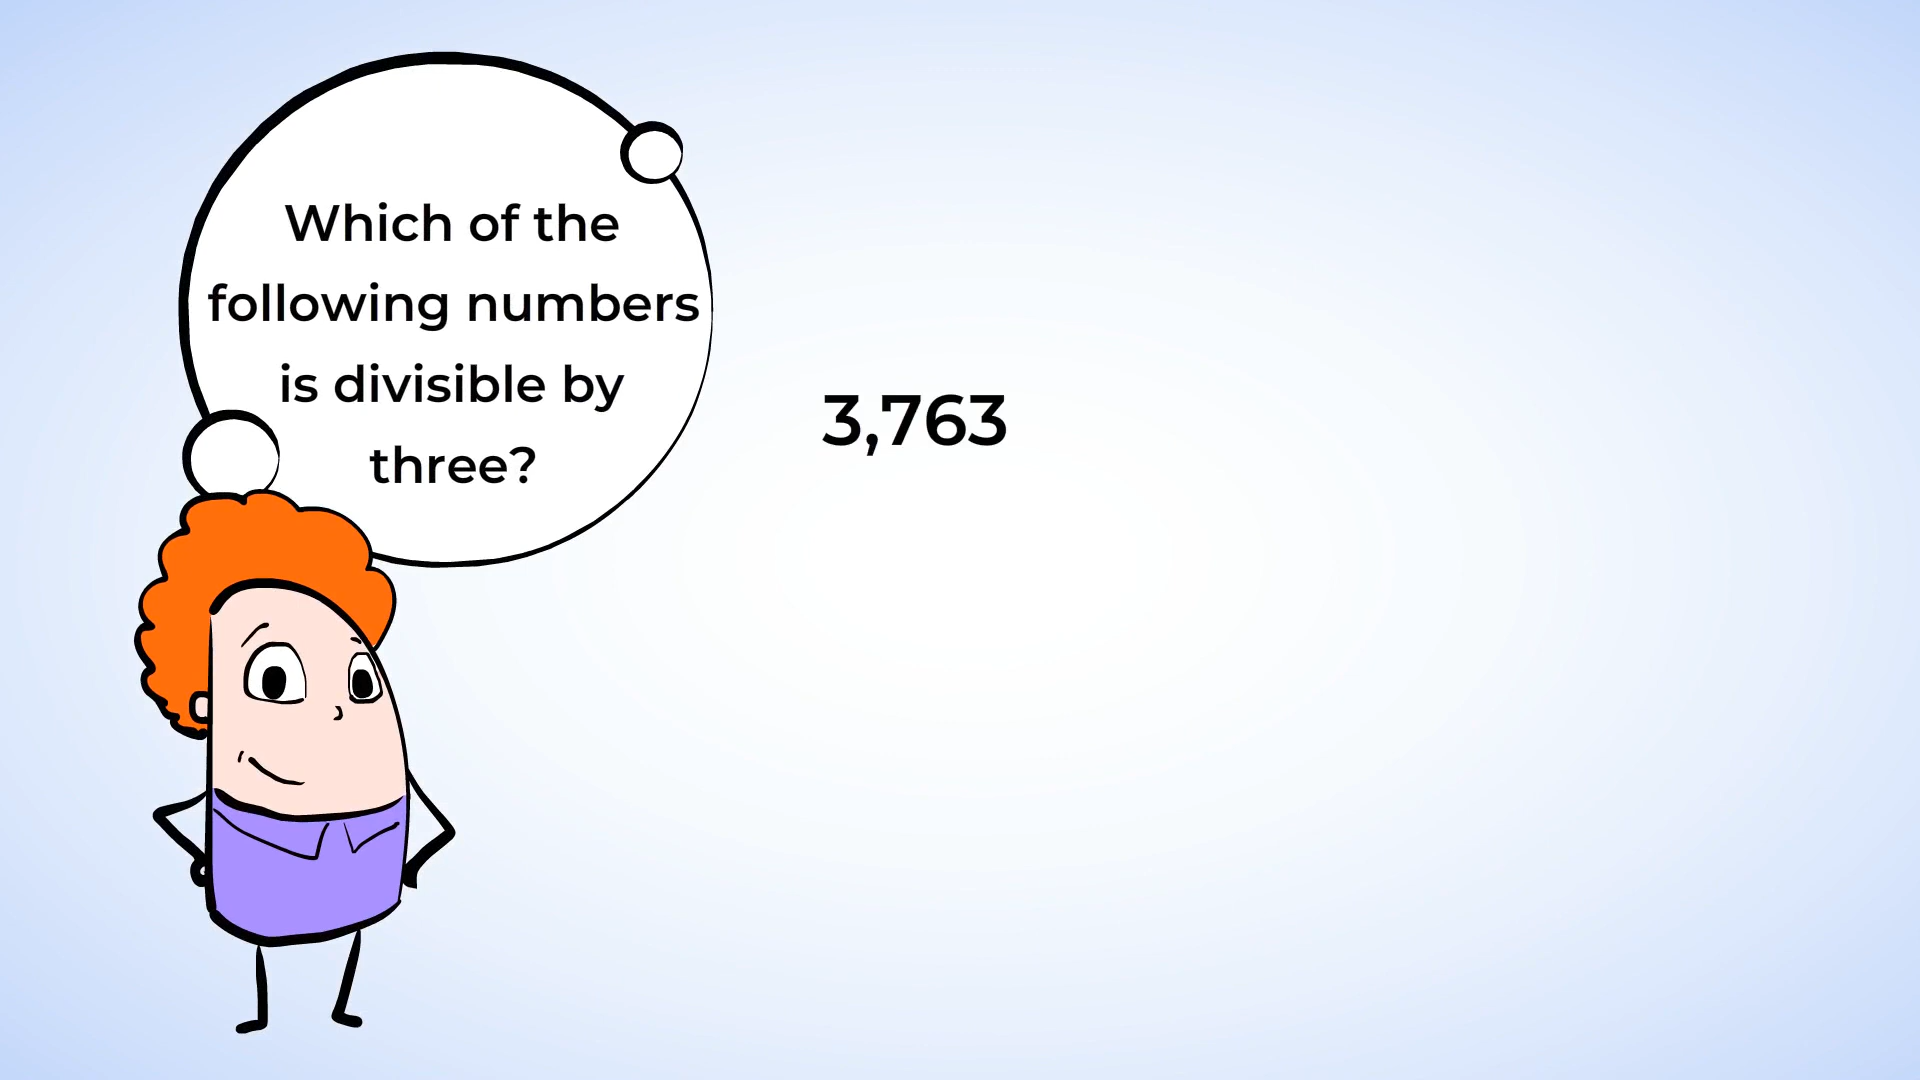 Which of the
following numbers
is divisible by
three?
3,763